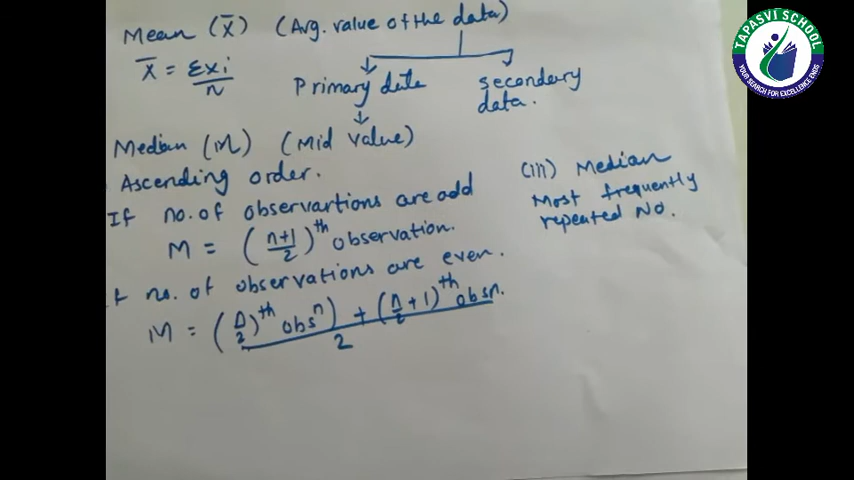 Mean (x̄) (Avg. value of the data)
x̄ = Σxi/n
Primary data
secondary data.
Median (M) (Mid value)
Ascending order.
If no. of observartions are odd
M = (n+1/2)th observation.
f no. of observations are even.
M = (n/2)th obsn) + (n/2 + 1)th obsn. / 2
(iii) Median
Most frequently
repeated No.
TAPASVI SCHOOL
YOUR SEARCH FOR EXCELLENCE ENDS